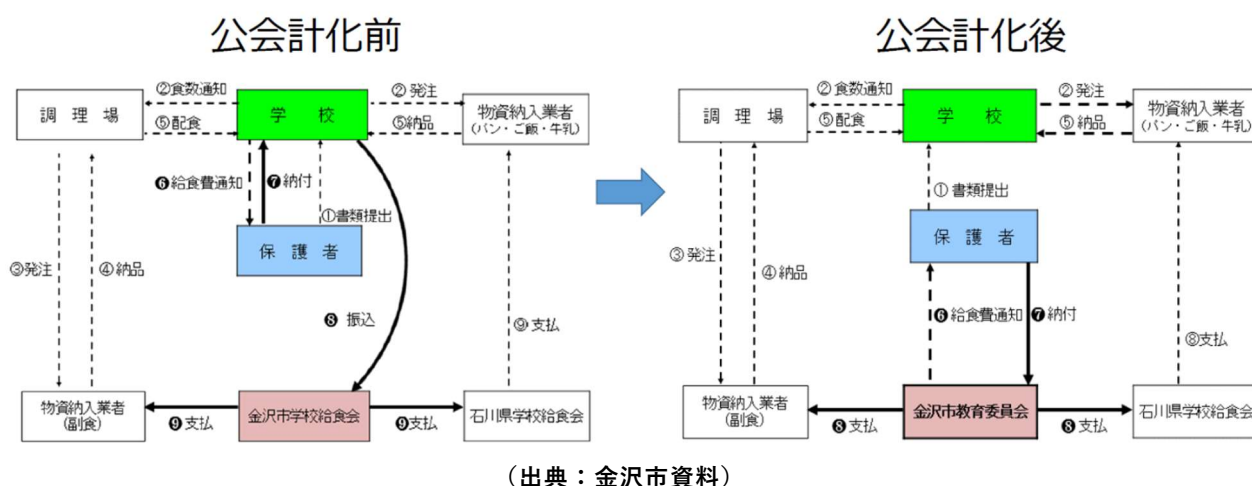 公会計化前
②食数通知
②発注
調 理 場
学 校
物資納入業者
(パン・ご飯・牛乳)
⑤配食
⑤納品
❻給食費通知
❼納付
①書類提出
保 護 者
③発注
④納品
❽ 振込
⑨支払
物資納入業者
(副食)
❾支払
金沢市学校給食会
❾支払
石川県学校給食会
公会計化後
②食数通知
②発注
調 理 場
学 校
物資納入業者
(パン・ご飯・牛乳)
⑤配食
⑤納品
①書類提出
保 護 者
③発注
④納品
❻給食費通知
❼納付
⑧支払
物資納入業者
(副食)
❽支払
金沢市教育委員会
❽支払
石川県学校給食会
(出典:金沢市資料)